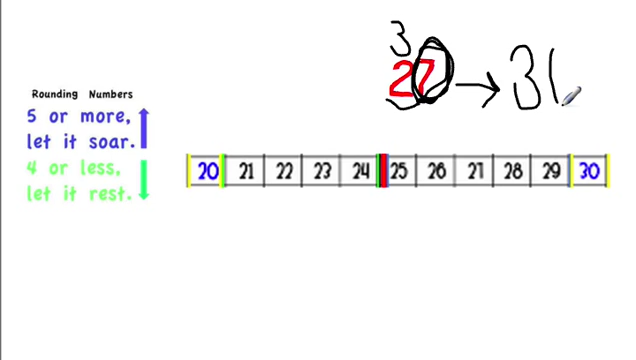 3
27 → 3
Rounding Numbers
5 or more,
let it soar.
4 or less,
let it rest.
20 21 22 23 24 25 26 27 28 29 30